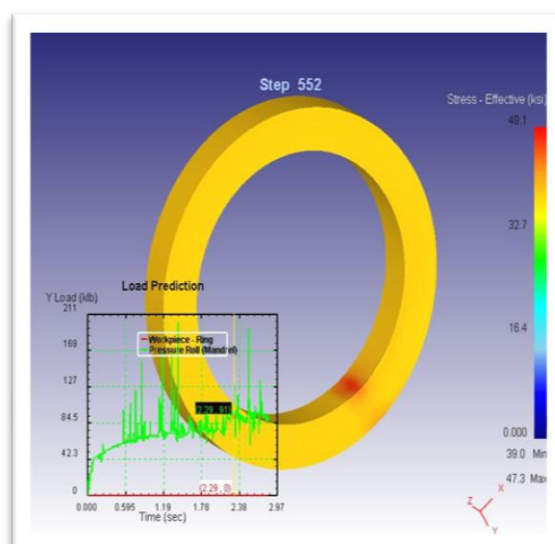 Step 552
Stress - Effective (ksi)
49.1
32.7
16.4
0.000
39.0 Min
47.3 Max
Load Prediction
Y Load (klb)
211
169
127
84.5
42.3
0
Workpiece - Ring
Pressure Roll (Mandrel)
(2.29, 0)
0.000 0.595 1.19 1.78 2.38 2.97
Time (sec)
X
Z
Y